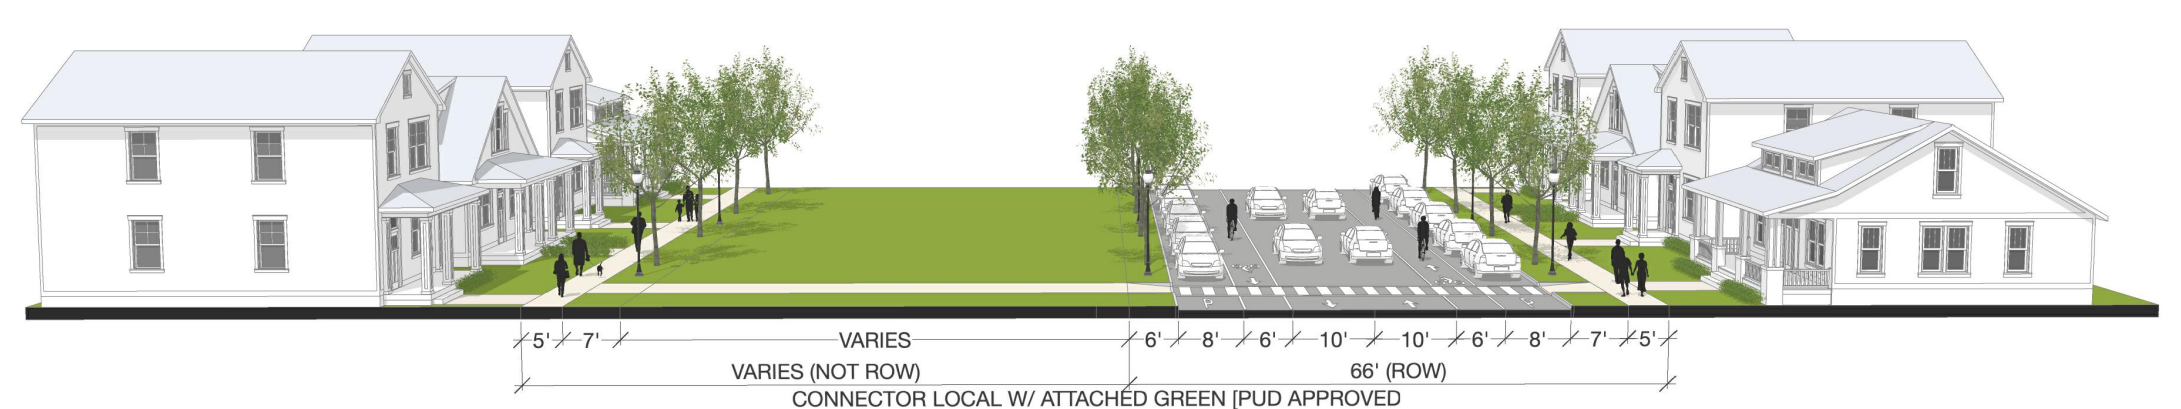 5' 7' VARIES 6' 8' 6' 10' 10' 6' 8' 7' 5'
VARIES (NOT ROW) 66' (ROW)
CONNECTOR LOCAL W/ ATTACHED GREEN [PUD APPROVED
P